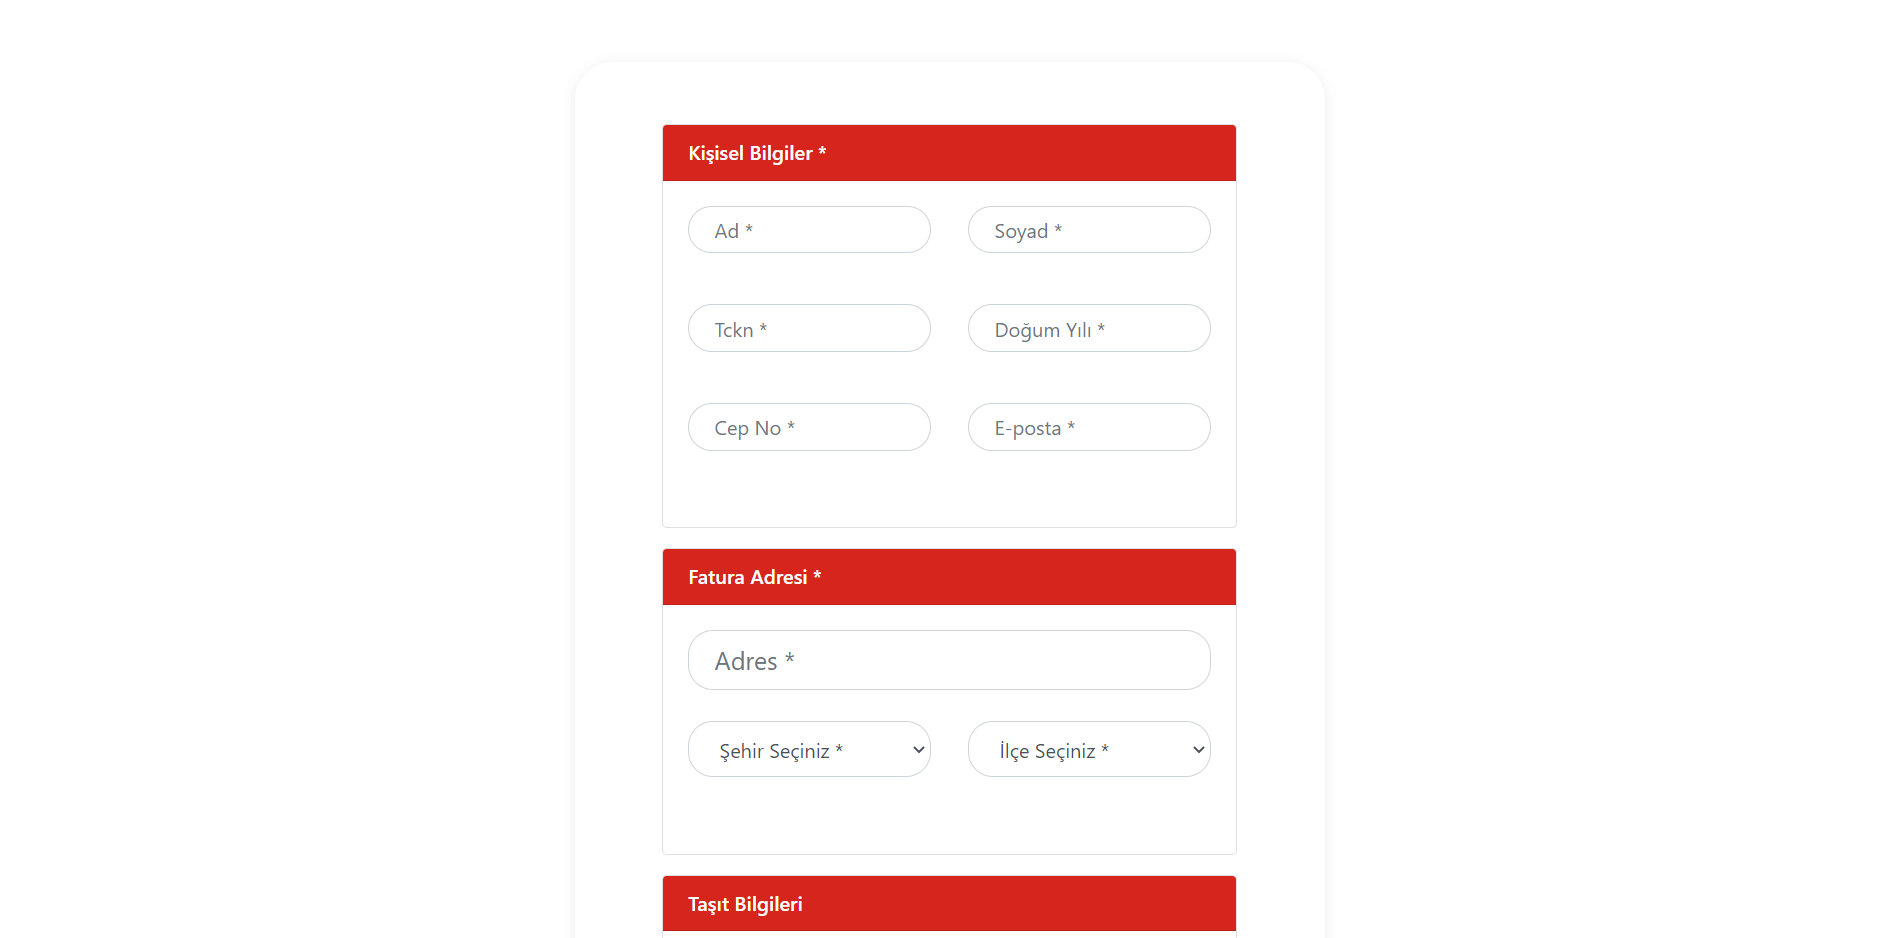 Kişisel Bilgiler *
Ad *
Soyad *
Tckn *
Doğum Yılı *
Cep No *
E-posta *
Fatura Adresi *
Adres *
Şehir Seçiniz *
İlçe Seçiniz *
Taşıt Bilgileri